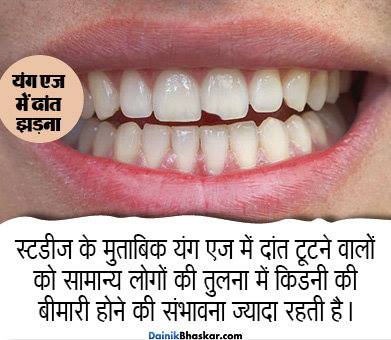 यंग एज
में दांत
झड़ना
स्टडीज के मुताबिक यंग एज में दांत टूटने वालों
को सामान्य लोगों की तुलना में किडनी की
बीमारी होने की संभावना ज्यादा रहती है।
DainikBhaskar.com